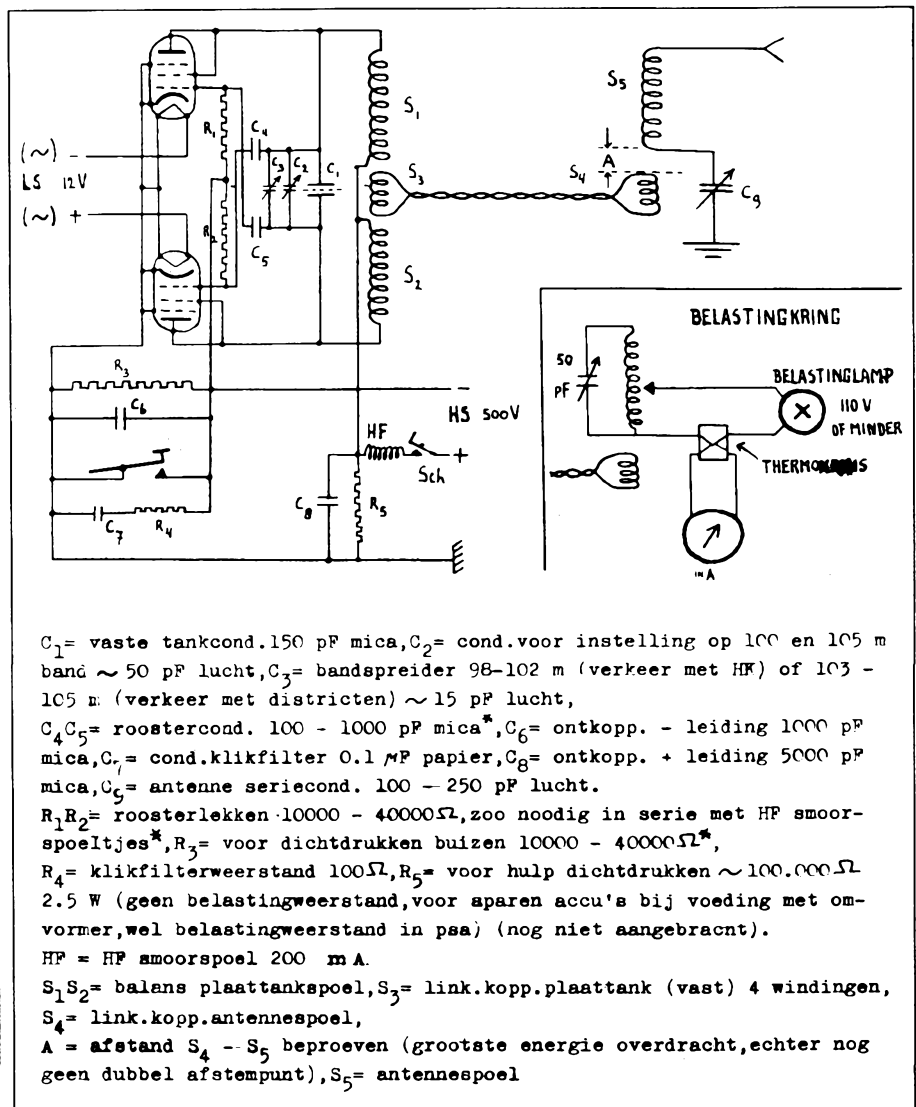 R1
C4
C3
C2
C1
S1
S5
(~) -
LS 12V
(~) +
R2
C5
S3
S4
A
C9
S2
R3
C6
C7
R4
HS 500V
-
HF
Sch
+
C8
R5
BELASTINGKRING
50
pF
BELASTINGLAMP
110 V
OF MINDER
IN A
C1= vaste tankcond.150 pF mica,C2= cond.voor instelling op 100 en 105 m
band ~ 50 pF lucht,C3= bandspreider 98-102 m (verkeer met HF) of 103 -
105 m (verkeer met districten) ~ 15 pF lucht,
C4C5= roostercond. 100 - 1000 pF mica*,C6= ontkopp. - leiding 1000 pF
mica,C7= cond.klikfilter 0.1 µF papier,C8= ontkopp. + leiding 5000 pF
mica,C9= antenne seriecond. 100 - 250 pF lucht.
R1R2= roosterlekken 10000 - 40000Ω,zoo noodig in serie met HF smoor-
spoeltjes*,R3= voor dichtdrukken buizen 10000 - 40000Ω*,
R4= klikfilterweerstand 100Ω,R5= voor hulp dichtdrukken ~ 100.000Ω
2.5 W (geen belastingweerstand,voor sparen accu's bij voeding met om-
vormer,wel belastingweerstand in psa) (nog niet aangebracht).
HF = HF smoorspoel 200 mA.
S1S2= balans plaattankspoel,S3= link.kopp.plaattank (vast) 4 windingen,
S4= link.kopp.antennespoel,
A = afstand S4 - S5 beproeven (grootste energie overdracht,echter nog
geen dubbel afstempunt),S5= antennespoel